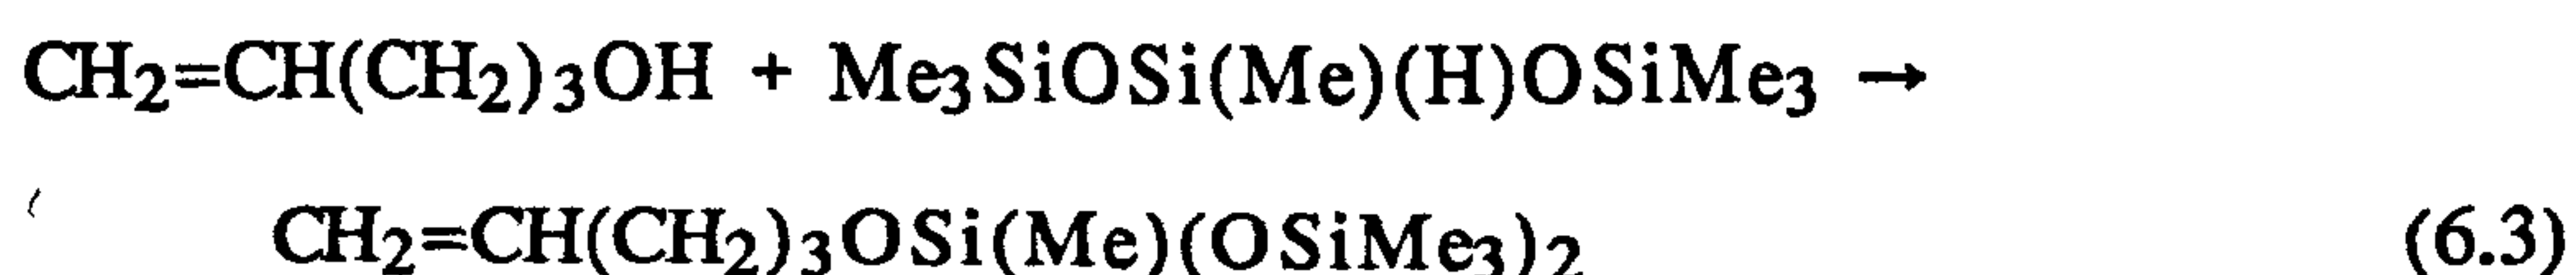 CH₂=CH(CH₂)₃OH + Me₃SiOSi(Me)(H)OSiMe₃ →
CH₂=CH(CH₂)₃OSi(Me)(OSiMe₃)₂ (6.3)